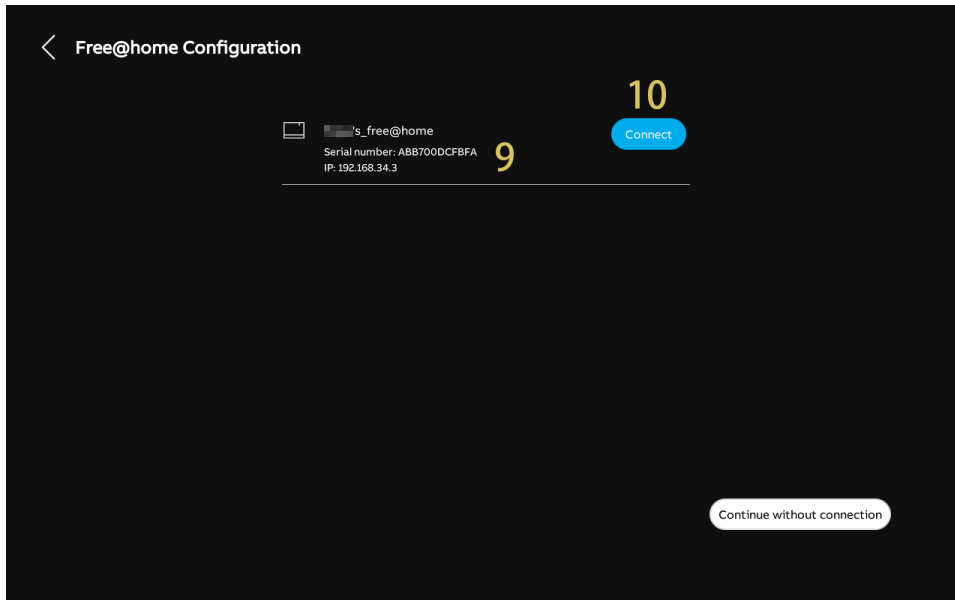 Free@home Configuration
10
's_free@home
Connect
Serial number: ABB700DCFBFA
9
IP: 192.168.34.3
Continue without connection